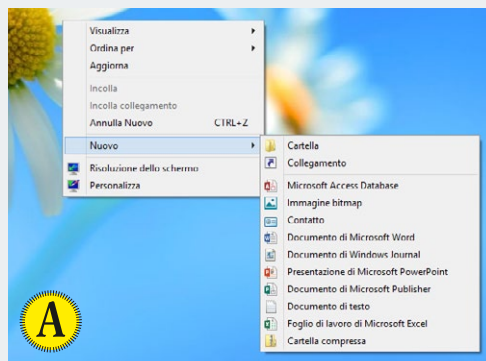 Visualizza
Ordina per
Aggiorna
Incolla
Incolla collegamento
Annulla Nuovo CTRL+Z
Nuovo
Risoluzione dello schermo
Personalizza
Cartella
Collegamento
Microsoft Access Database
Immagine bitmap
Contatto
Documento di Microsoft Word
Documento di Windows Journal
Presentazione di Microsoft PowerPoint
Documento di Microsoft Publisher
Documento di testo
Foglio di lavoro di Microsoft Excel
Cartella compressa
A